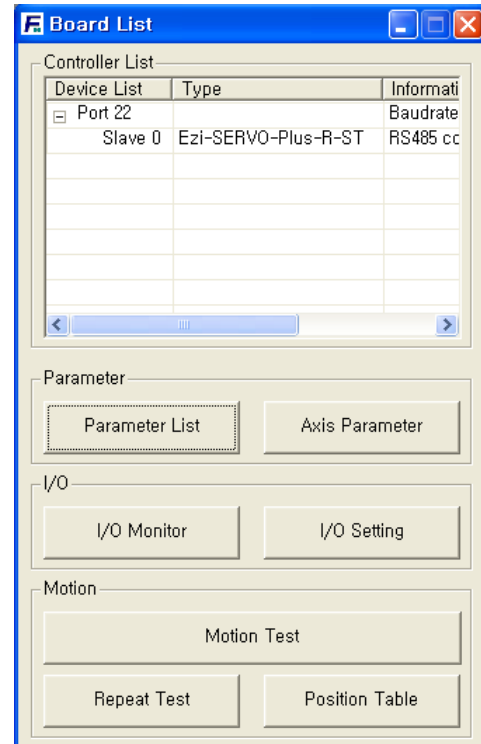 Board List
Controller List
Device List Type Informati
Port 22 Baudrate
Slave 0 Ezi-SERVO-Plus-R-ST RS485 cc
Parameter
Parameter List Axis Parameter
I/O
I/O Monitor I/O Setting
Motion
Motion Test
Repeat Test Position Table